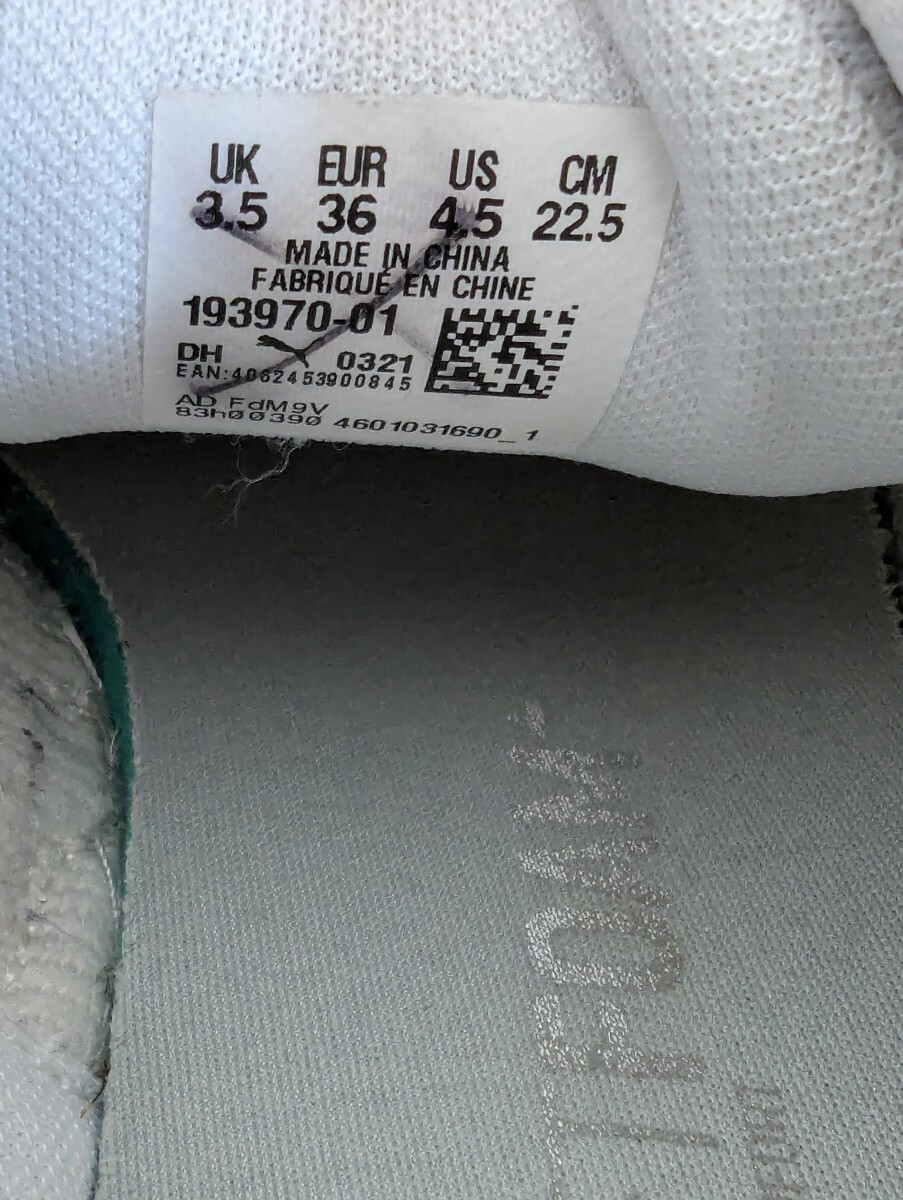 UK EUR US CM
3.5 36 4.5 22.5
MADE IN CHINA
FABRIQUÉ EN CHINE
193970-01
DH 0321
EAN:4062453900845
AD FdM9V
83h00390 4601031690_1
FOAM